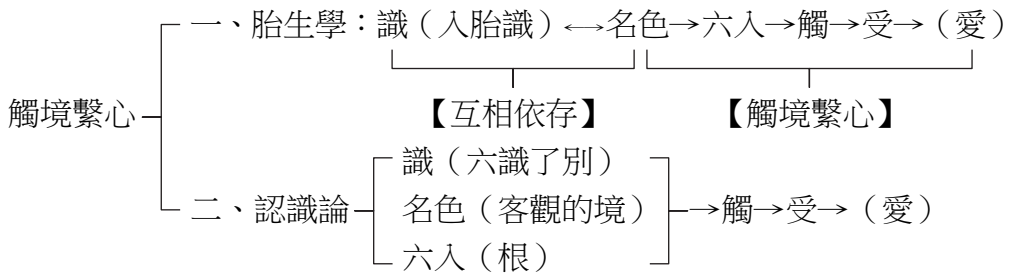 一、胎生學：識（入胎識）←→名色→六入→觸→受→（愛）
【互相依存】 【觸境繫心】
觸境繫心
識（六識了別）
二、認識論 名色（客觀的境） →觸→受→（愛）
六入（根）